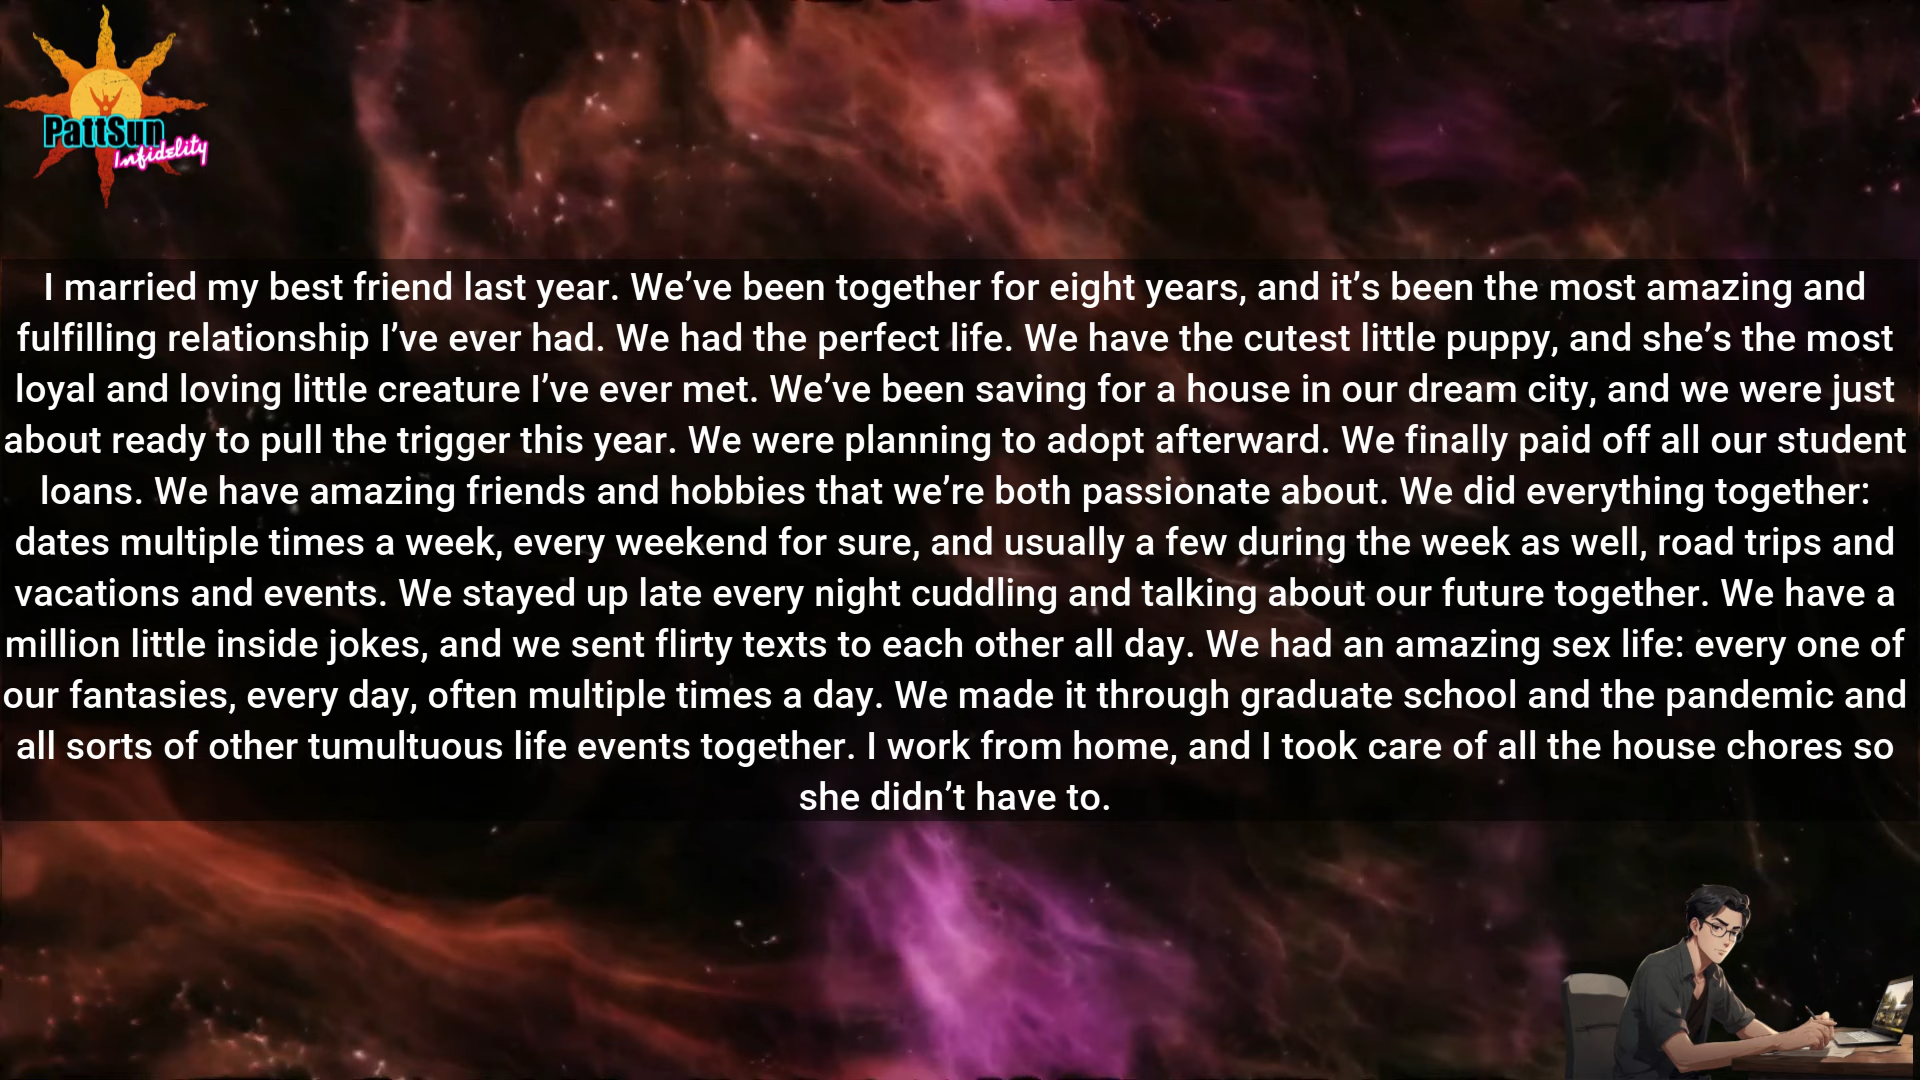 PattSun
Infidelity
I married my best friend last year. We’ve been together for eight years, and it’s been the most amazing and
fulfilling relationship I’ve ever had. We had the perfect life. We have the cutest little puppy, and she’s the most
loyal and loving little creature I’ve ever met. We’ve been saving for a house in our dream city, and we were just
about ready to pull the trigger this year. We were planning to adopt afterward. We finally paid off all our student
loans. We have amazing friends and hobbies that we’re both passionate about. We did everything together:
dates multiple times a week, every weekend for sure, and usually a few during the week as well, road trips and
vacations and events. We stayed up late every night cuddling and talking about our future together. We have a
million little inside jokes, and we sent flirty texts to each other all day. We had an amazing sex life: every one of
our fantasies, every day, often multiple times a day. We made it through graduate school and the pandemic and
all sorts of other tumultuous life events together. I work from home, and I took care of all the house chores so
she didn’t have to.